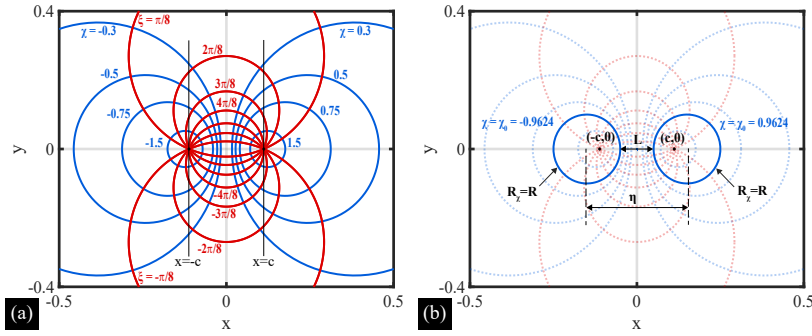 0.4
0
-0.4
y
ξ = π/8
χ = -0.3
0.3
2π/8
-0.5
0.5
3π/8
-0.75
4π/8
0.75
-1.5
1.5
-4π/8
-3π/8
-2π/8
x=-c
x=c
ξ = -π/8
-0.5
0
0.5
x
(a)
0.4
0
-0.4
y
χ = χ₀ = -0.9624
χ = χ₀ = 0.9624
(-c,0)
L
(c,0)
Rχ=R
η
Rχ=R
-0.5
0
0.5
x
(b)